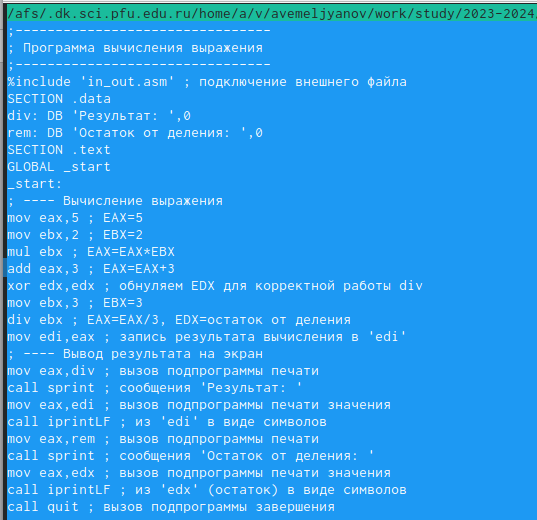 /afs/.dk.sci.pfu.edu.ru/home/a/v/avemeljyanov/work/study/2023-2024
;--------------------------------
; Программа вычисления выражения
;--------------------------------
%include 'in_out.asm' ; подключение внешнего файла
SECTION .data
div: DB 'Результат: ',0
rem: DB 'Остаток от деления: ',0
SECTION .text
GLOBAL _start
_start:
; ---- Вычисление выражения
mov eax,5 ; EAX=5
mov ebx,2 ; EBX=2
mul ebx ; EAX=EAX*EBX
add eax,3 ; EAX=EAX+3
xor edx,edx ; обнуляем EDX для корректной работы div
mov ebx,3 ; EBX=3
div ebx ; EAX=EAX/3, EDX=остаток от деления
mov edi,eax ; запись результата вычисления в 'edi'
; ---- Вывод результата на экран
mov eax,div ; вызов подпрограммы печати
call sprint ; сообщения 'Результат: '
mov eax,edi ; вызов подпрограммы печати значения
call iprintLF ; из 'edi' в виде символов
mov eax,rem ; вызов подпрограммы печати
call sprint ; сообщения 'Остаток от деления: '
mov eax,edx ; вызов подпрограммы печати значения
call iprintLF ; из 'edx' (остаток) в виде символов
call quit ; вызов подпрограммы завершения